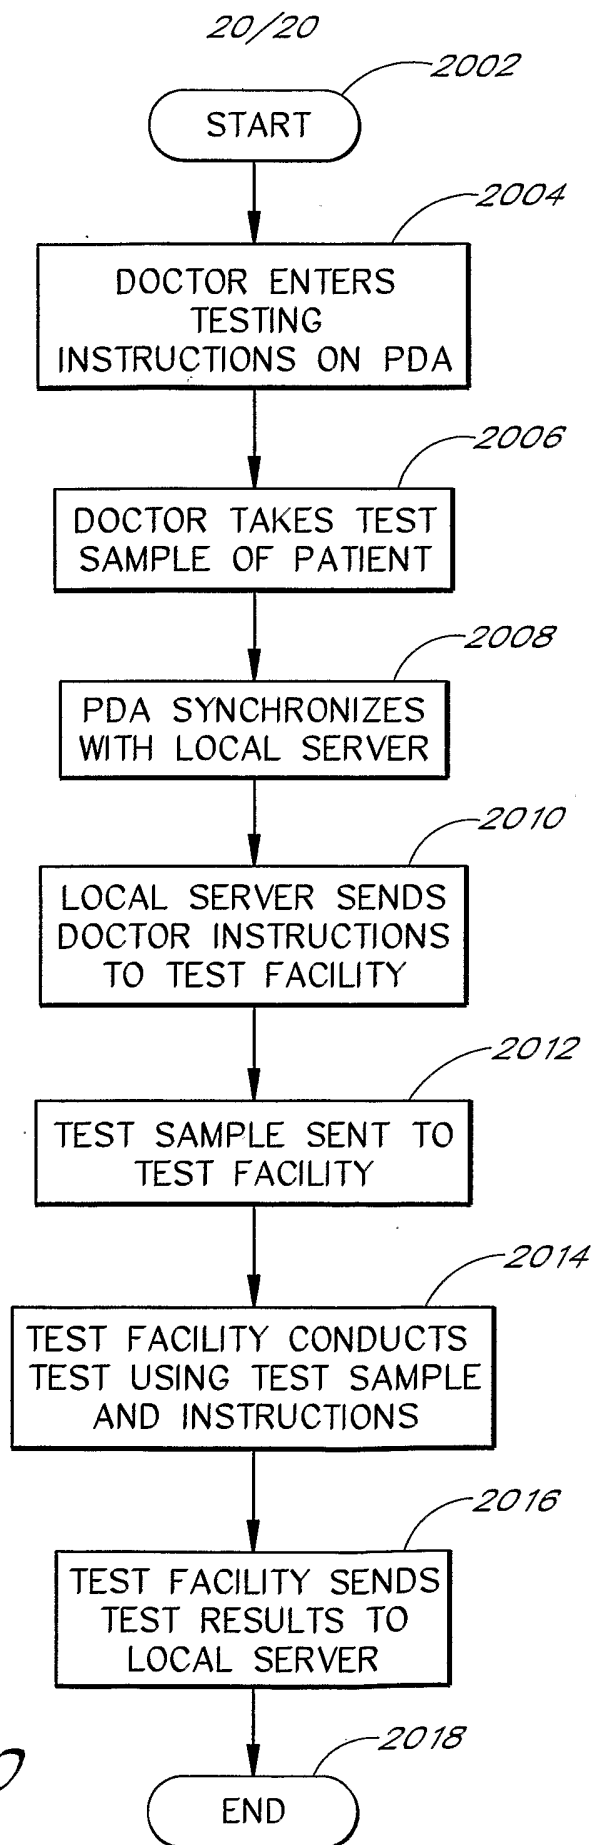 20/20
2002
START
2004
DOCTOR ENTERS
TESTING
INSTRUCTIONS ON PDA
2006
DOCTOR TAKES TEST
SAMPLE OF PATIENT
2008
PDA SYNCHRONIZES
WITH LOCAL SERVER
2010
LOCAL SERVER SENDS
DOCTOR INSTRUCTIONS
TO TEST FACILITY
2012
TEST SAMPLE SENT TO
TEST FACILITY
2014
TEST FACILITY CONDUCTS
TEST USING TEST SAMPLE
AND INSTRUCTIONS
2016
TEST FACILITY SENDS
TEST RESULTS TO
LOCAL SERVER
2018
END